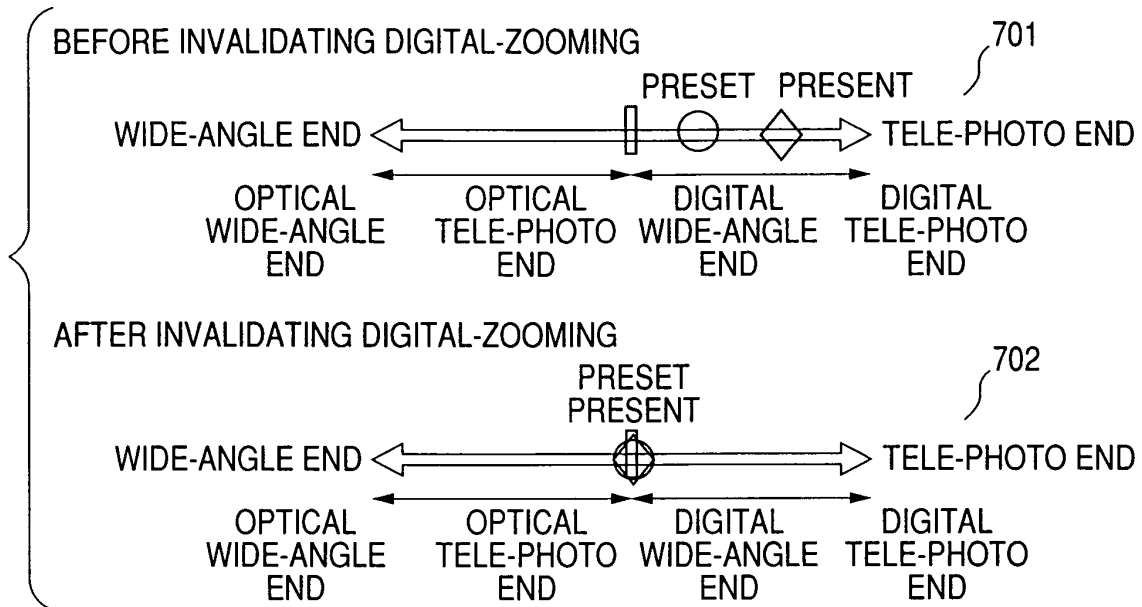 BEFORE INVALIDATING DIGITAL-ZOOMING
701
PRESET PRESENT
WIDE-ANGLE END TELE-PHOTO END
OPTICAL WIDE-ANGLE END
OPTICAL TELE-PHOTO END
DIGITAL WIDE-ANGLE END
DIGITAL TELE-PHOTO END
AFTER INVALIDATING DIGITAL-ZOOMING
702
PRESET
PRESENT
WIDE-ANGLE END TELE-PHOTO END
OPTICAL WIDE-ANGLE END
OPTICAL TELE-PHOTO END
DIGITAL WIDE-ANGLE END
DIGITAL TELE-PHOTO END